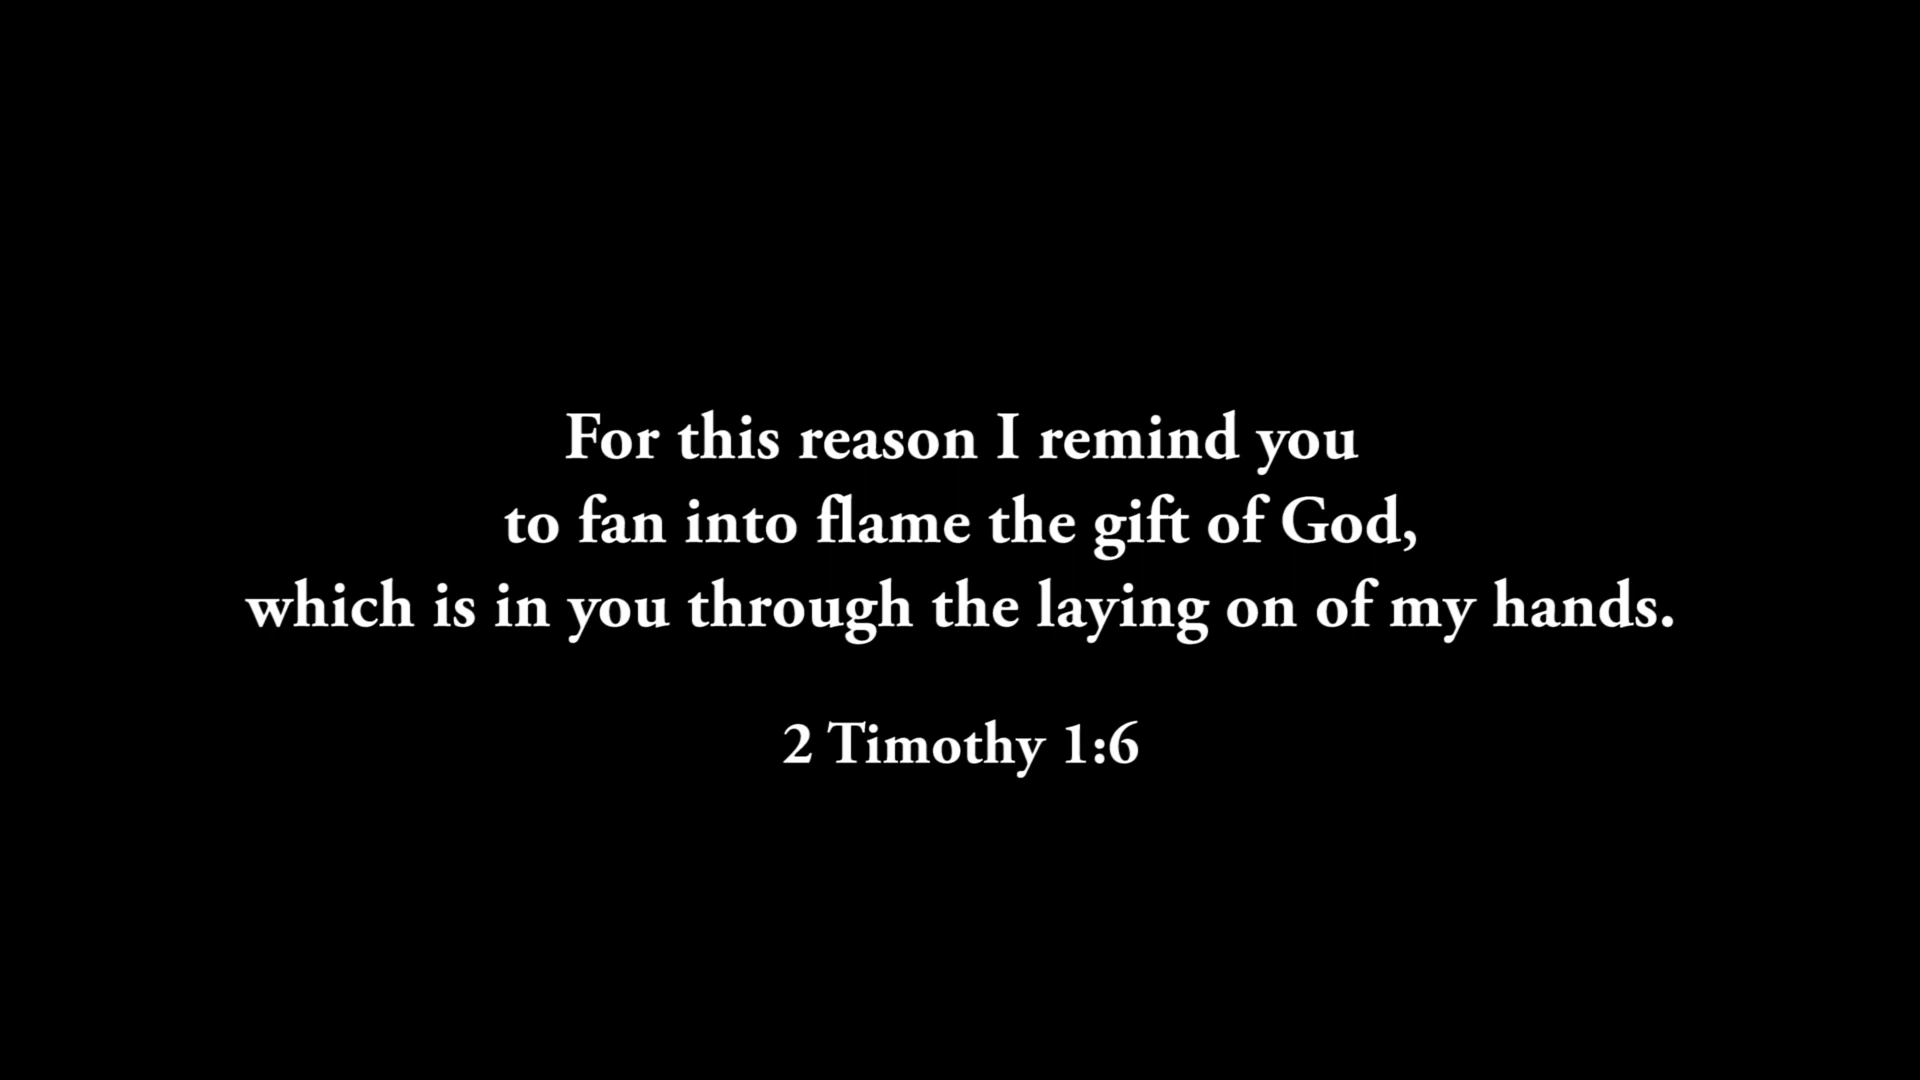 For this reason I remind you
to fan into flame the gift of God,
which is in you through the laying on of my hands.
2 Timothy 1:6